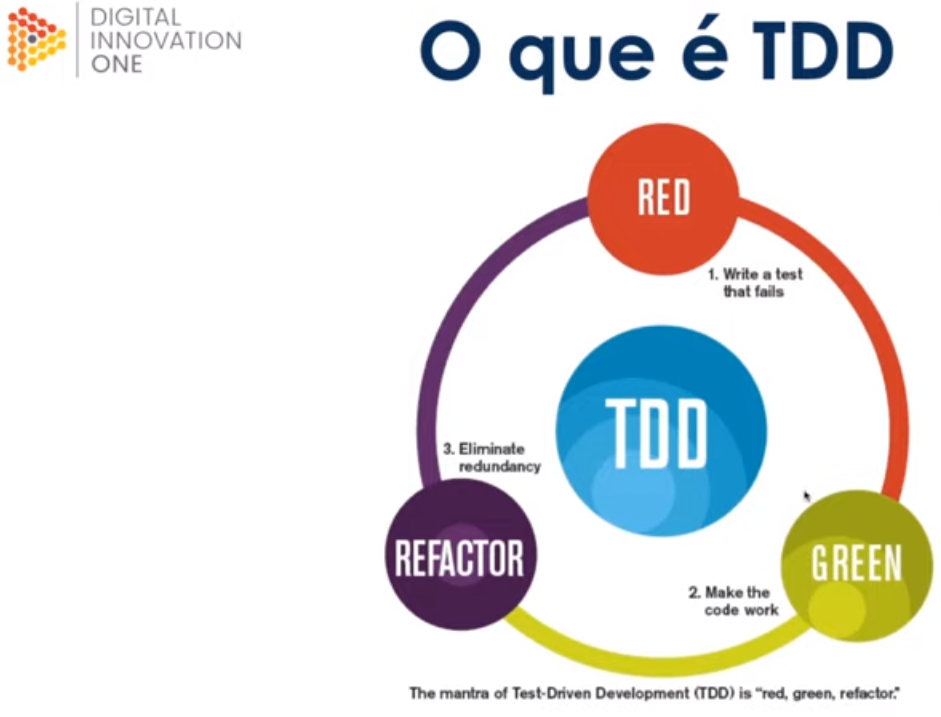 DIGITAL
INNOVATION
ONE
O que é TDD
RED
1. Write a test
that fails
TDD
3. Eliminate
redundancy
REFACTOR
GREEN
2. Make the
code work
The mantra of Test-Driven Development (TDD) is “red, green, refactor.”